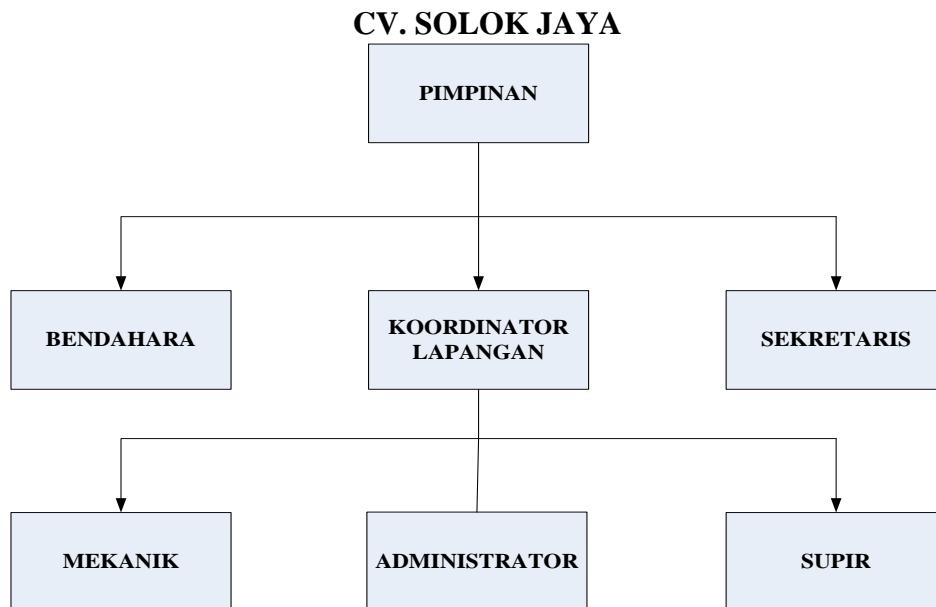 CV. SOLOK JAYA
PIMPINAN
BENDAHARA
KOORDINATOR
LAPANGAN
SEKRETARIS
MEKANIK
ADMINISTRATOR
SUPIR